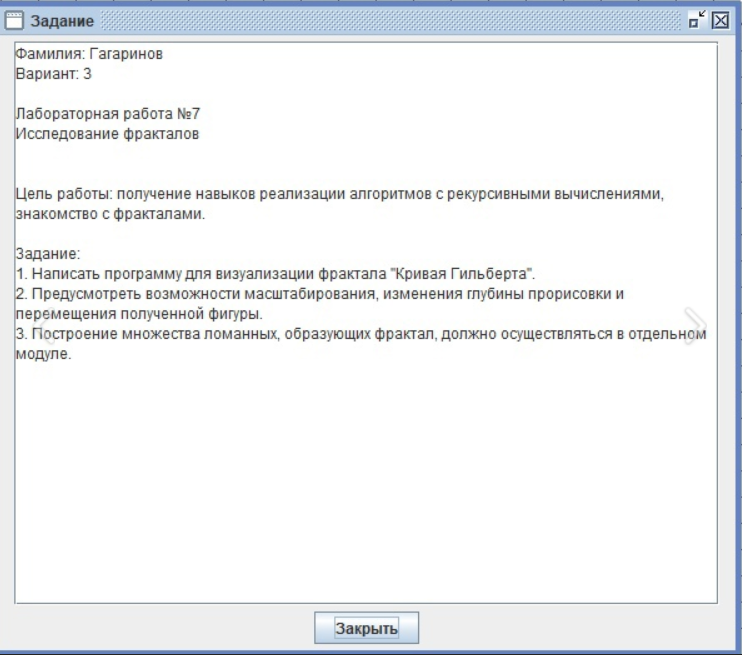 Задание
Фамилия: Гагаринов
Вариант: 3
Лабораторная работа №7
Исследование фракталов
Цель работы: получение навыков реализации алгоритмов с рекурсивными вычислениями,
знакомство с фракталами.
Задание:
1. Написать программу для визуализации фрактала "Кривая Гильберта".
2. Предусмотреть возможности масштабирования, изменения глубины прорисовки и
перемещения полученной фигуры.
3. Построение множества ломанных, образующих фрактал, должно осуществляться в отдельном
модуле.
Закрыть